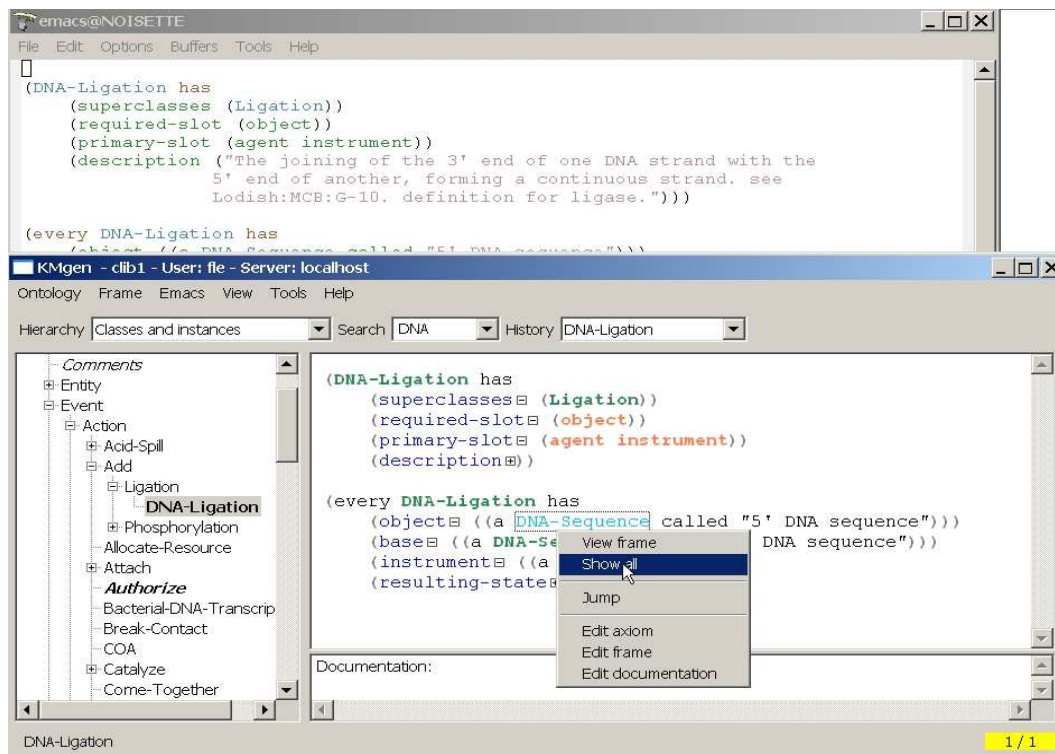 emacs@NOISETTE
File Edit Options Buffers Tools Help
(DNA-Ligation has
(superclasses (Ligation))
(required-slot (object))
(primary-slot (agent instrument))
(description ("The joining of the 3' end of one DNA strand with the
5' end of another, forming a continuous strand. see
Lodish:MCB:G-10. definition for ligase.")))
(every DNA-Ligation has
(object ((a DNA-Sequence called "5' DNA sequence")))
KMgen - clib1 - User: fle - Server: localhost
Ontology Frame Emacs View Tools Help
Hierarchy Classes and instances Search DNA History DNA-Ligation
Comments
Entity
Event
Action
Acid-Spill
Add
Ligation
DNA-Ligation
Phosphorylation
Allocate-Resource
Attach
Authorize
Bacterial-DNA-Transcrip
Break-Contact
COA
Catalyze
Come-Together
(DNA-Ligation has
(superclasses (Ligation))
(required-slot (object))
(primary-slot (agent instrument))
(description))
(every DNA-Ligation has
(object ((a DNA-Sequence called "5' DNA sequence")))
(base ((a DNA-Se DNA sequence")))
(instrument ((a
(resulting-state
View frame
Show all
Jump
Edit axiom
Edit frame
Edit documentation
Documentation:
DNA-Ligation
1 / 1